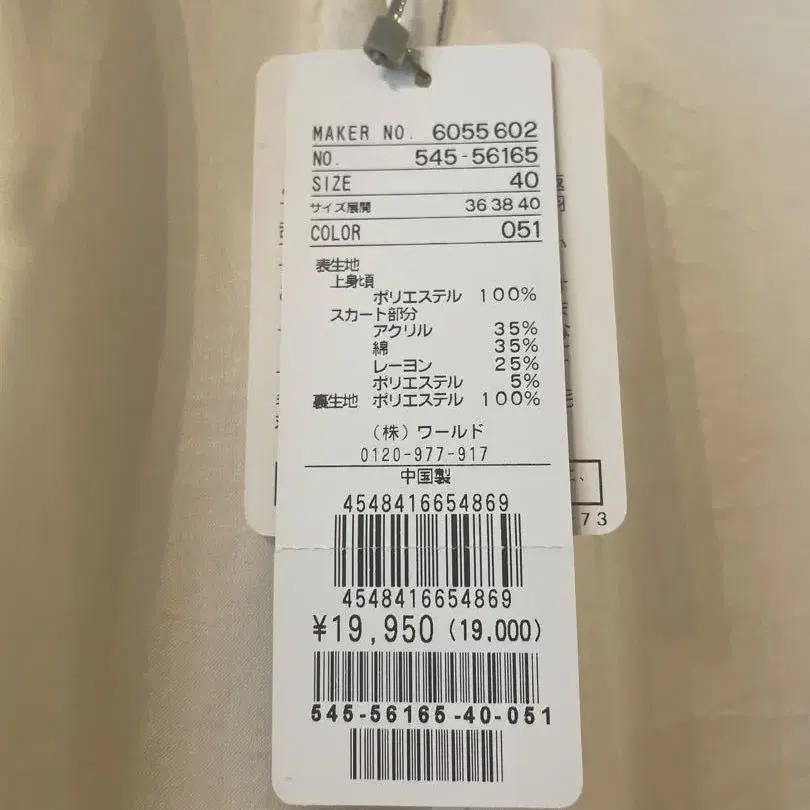 MAKER NO. 6055602
NO. 545-56165
SIZE 40
サイズ展開 36 38 40
COLOR 051
表生地
上身頃
ポリエステル 100%
スカート部分
アクリル 35%
綿 35%
レーヨン 25%
ポリエステル 5%
裏生地 ポリエステル 100%
(株)ワールド
0120-977-917
中国製
4548416654869
4548416654869
¥19,950 (19,000)
545-56165-40-051
73